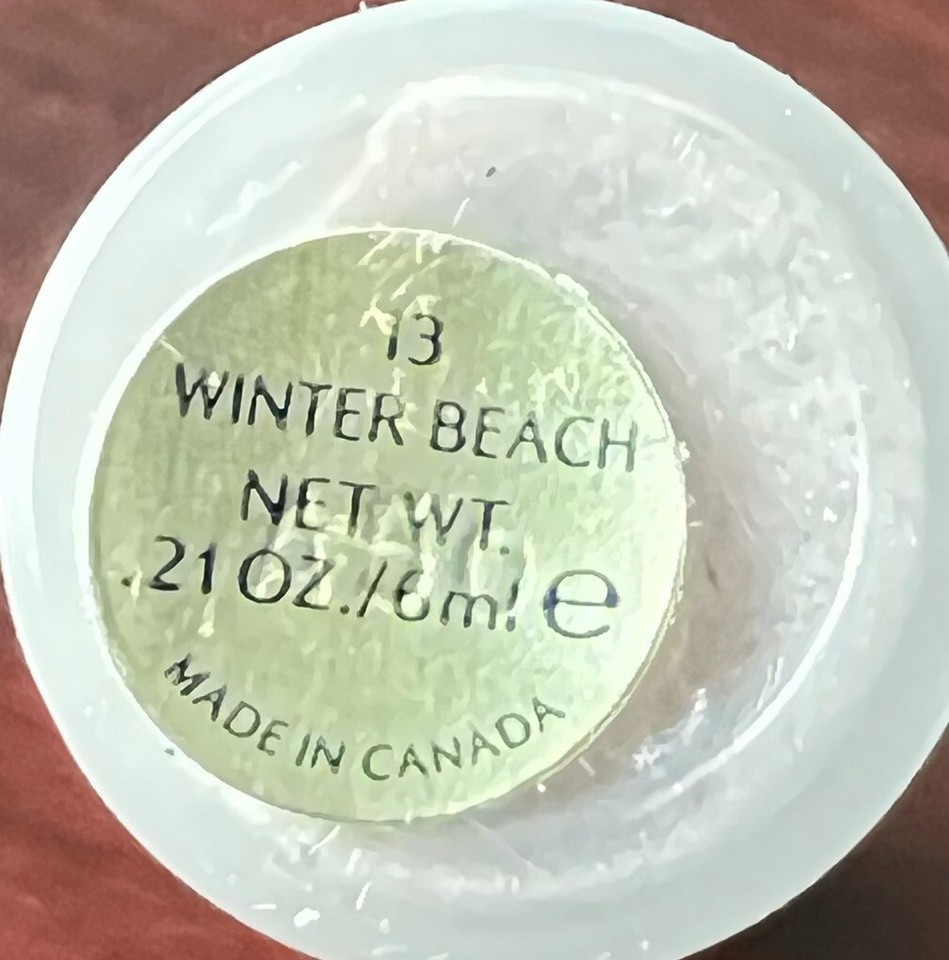 13
WINTER BEACH
NET WT.
.21 OZ./6ml e
MADE IN CANADA